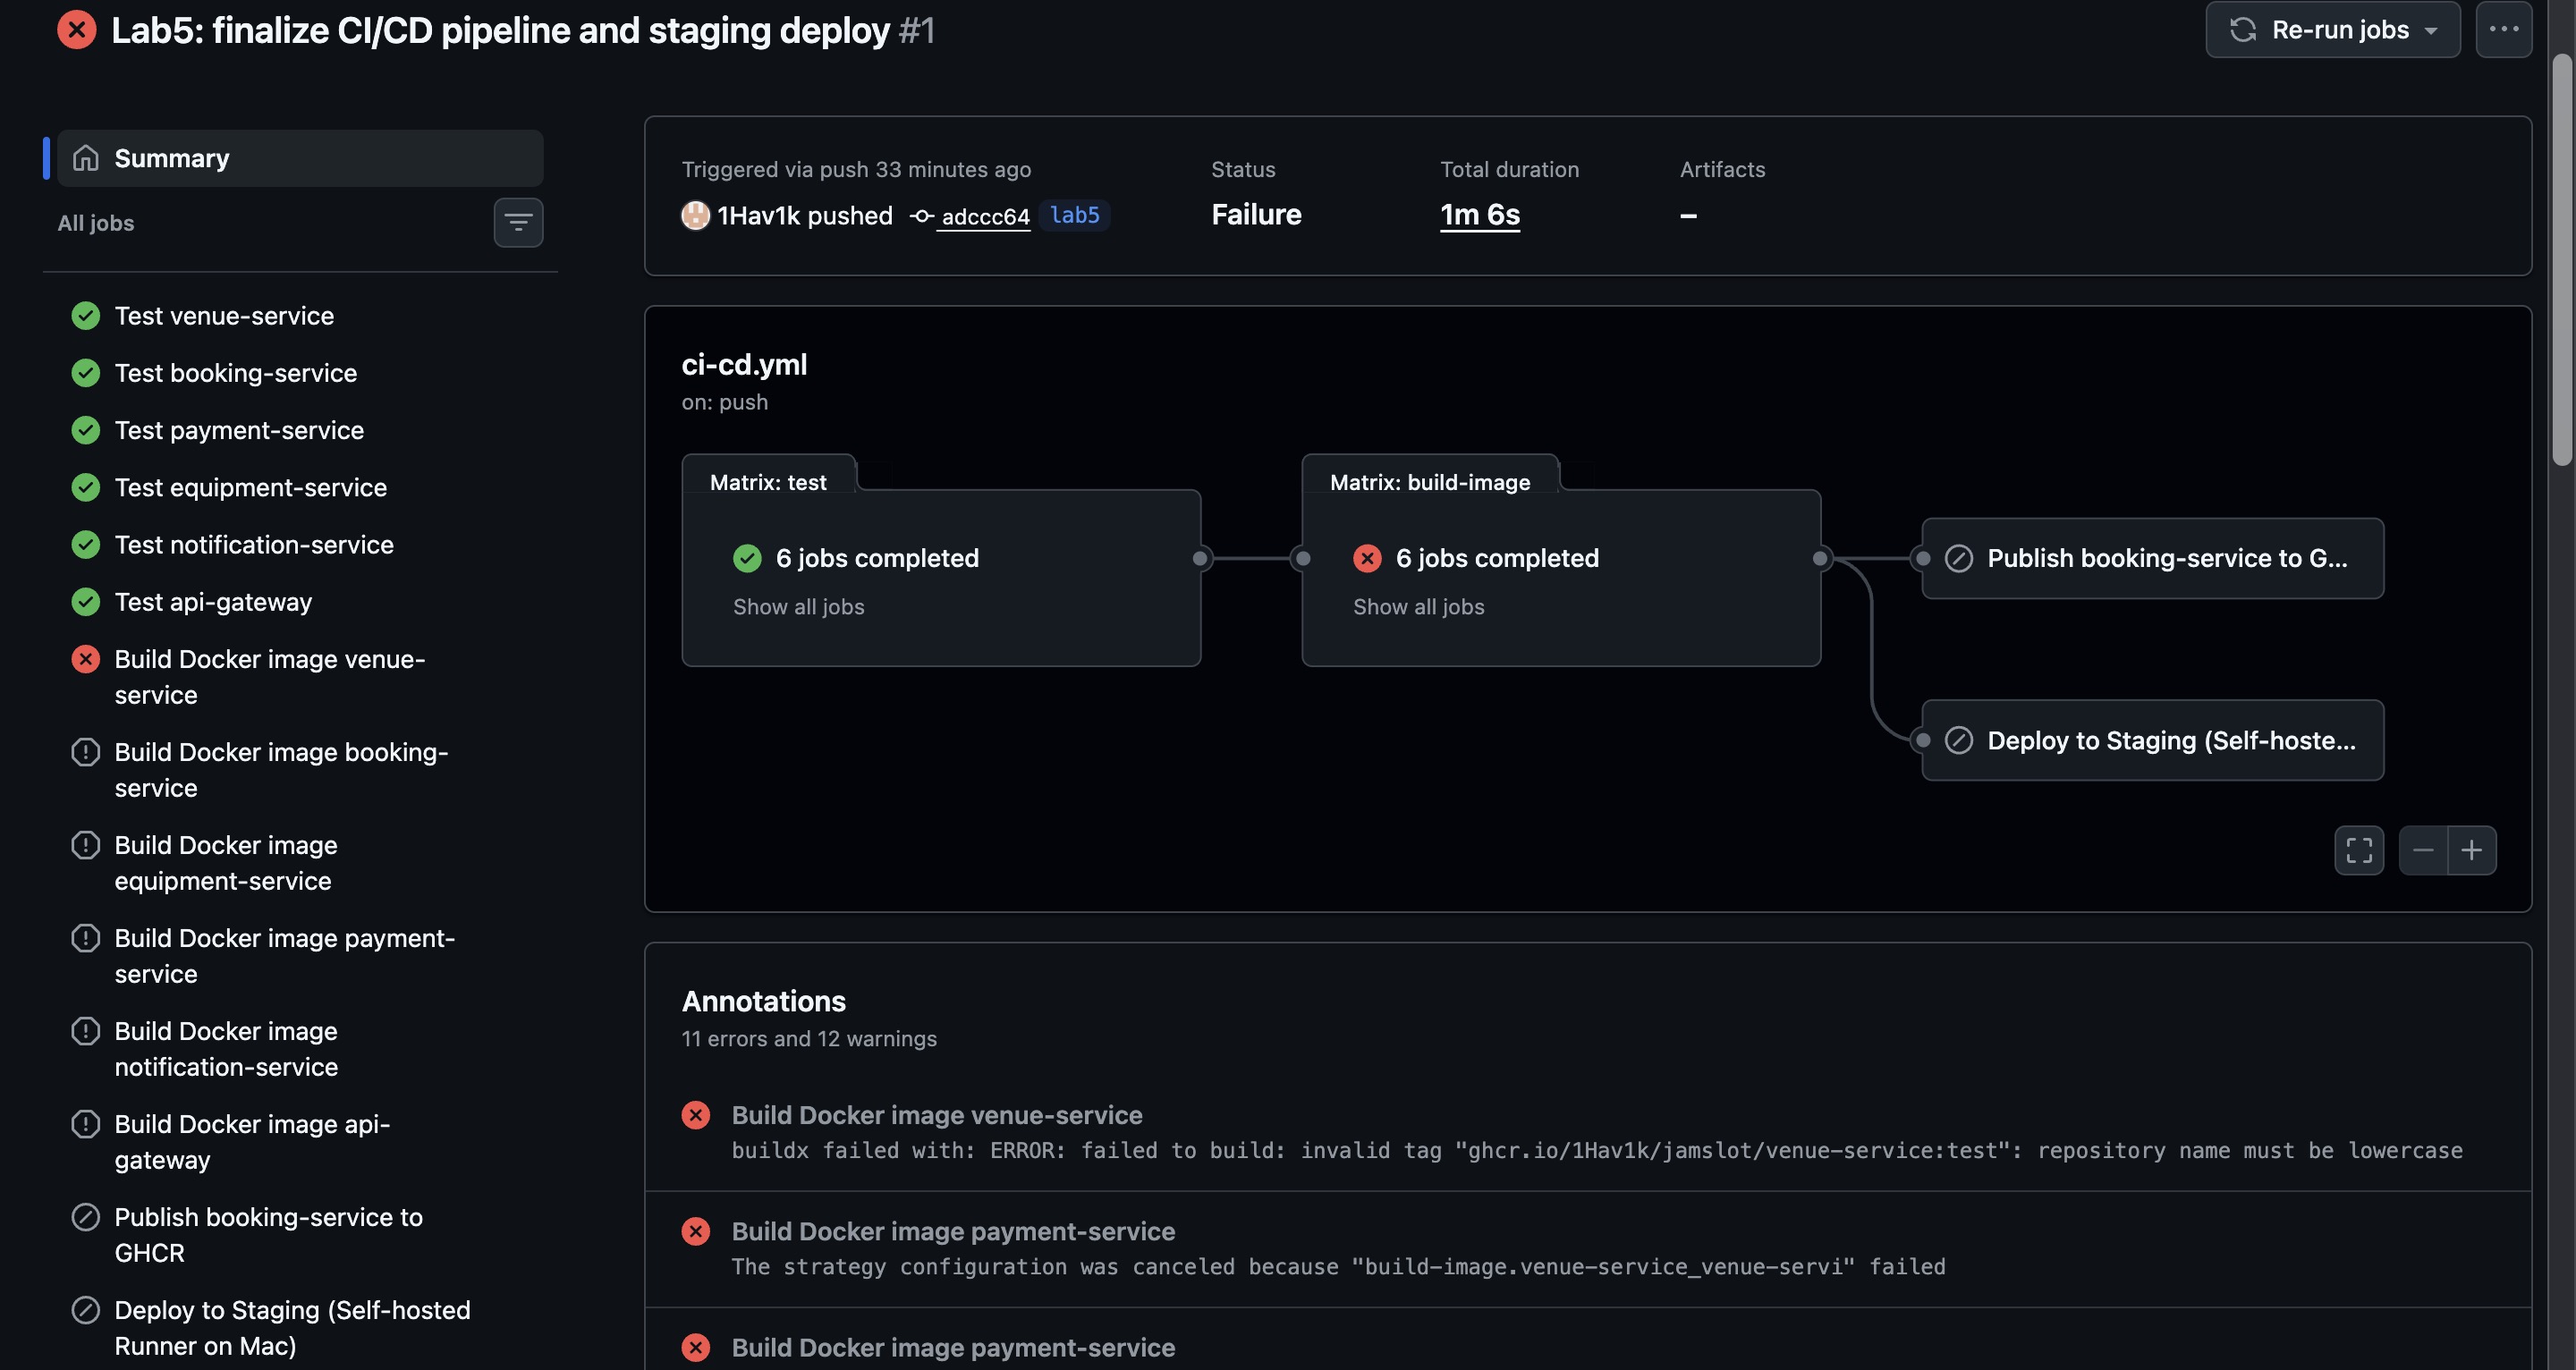 Lab5: finalize CI/CD pipeline and staging deploy #1
Re-run jobs
Summary
All jobs
Test venue-service
Test booking-service
Test payment-service
Test equipment-service
Test notification-service
Test api-gateway
Build Docker image venue-
service
Build Docker image booking-
service
Build Docker image
equipment-service
Build Docker image payment-
service
Build Docker image
notification-service
Build Docker image api-
gateway
Publish booking-service to
GHCR
Deploy to Staging (Self-hosted
Runner on Mac)
Triggered via push 33 minutes ago
1Hav1k pushed adccc64 lab5
Status
Failure
Total duration
1m 6s
Artifacts
–
ci-cd.yml
on: push
Matrix: test
6 jobs completed
Show all jobs
Matrix: build-image
6 jobs completed
Show all jobs
Publish booking-service to G...
Deploy to Staging (Self-hoste...
Annotations
11 errors and 12 warnings
Build Docker image venue-service
buildx failed with: ERROR: failed to build: invalid tag "ghcr.io/1Hav1k/jamslot/venue-service:test": repository name must be lowercase
Build Docker image payment-service
The strategy configuration was canceled because "build-image.venue-service_venue-servi" failed
Build Docker image payment-service